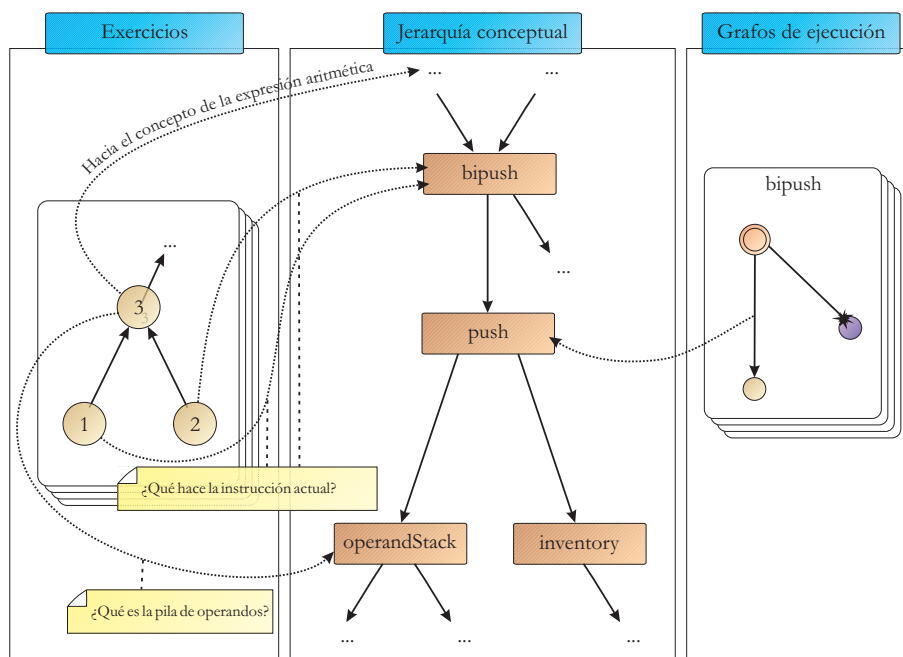 Exercicios
Jerarquía conceptual
Grafos de ejecución
Hacia el concepto de la expresión aritmética
...
...
bipush
bipush
...
...
3
3
push
1
2
¿Qué hace la instrucción actual?
operandStack
inventory
¿Qué es la pila de operandos?
...
...
...